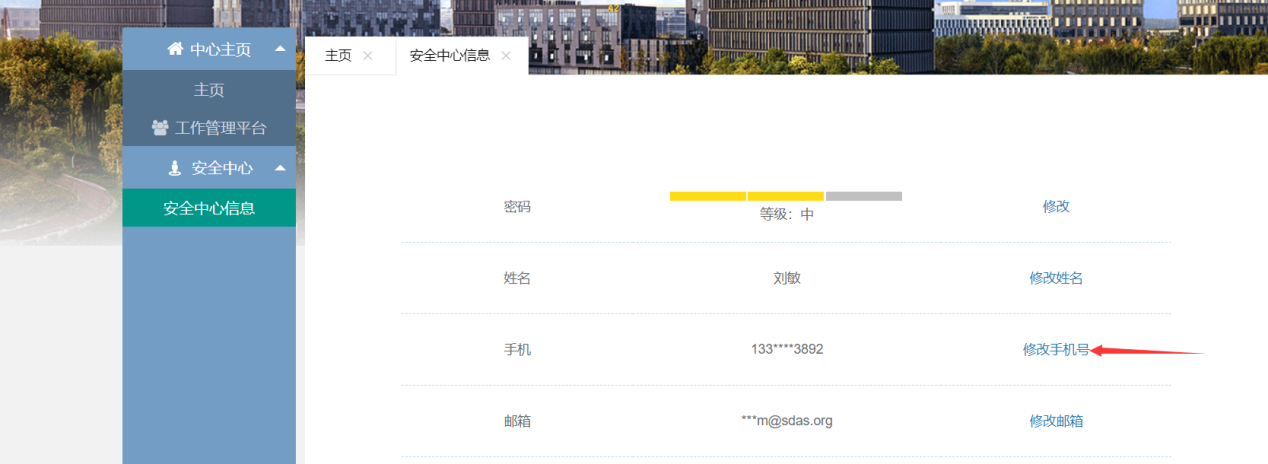 A2
中心主页
主页
工作管理平台
安全中心
安全中心信息
主页 ×
安全中心信息 ×
密码
等级：中
修改
姓名
刘敏
修改姓名
手机
133****3892
修改手机号
邮箱
***m@sdas.org
修改邮箱